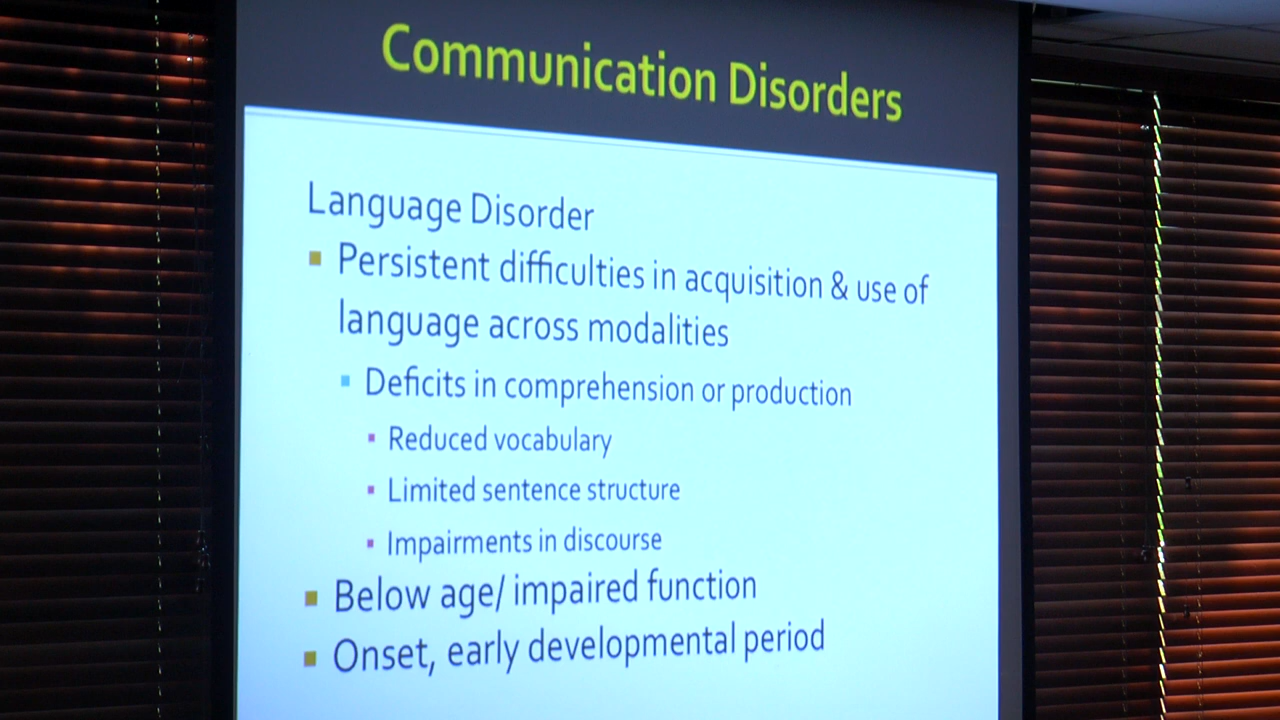 Communication Disorders
Language Disorder
Persistent difficulties in acquisition & use of
language across modalities
Deficits in comprehension or production
Reduced vocabulary
Limited sentence structure
Impairments in discourse
Below age/ impaired function
Onset, early developmental period